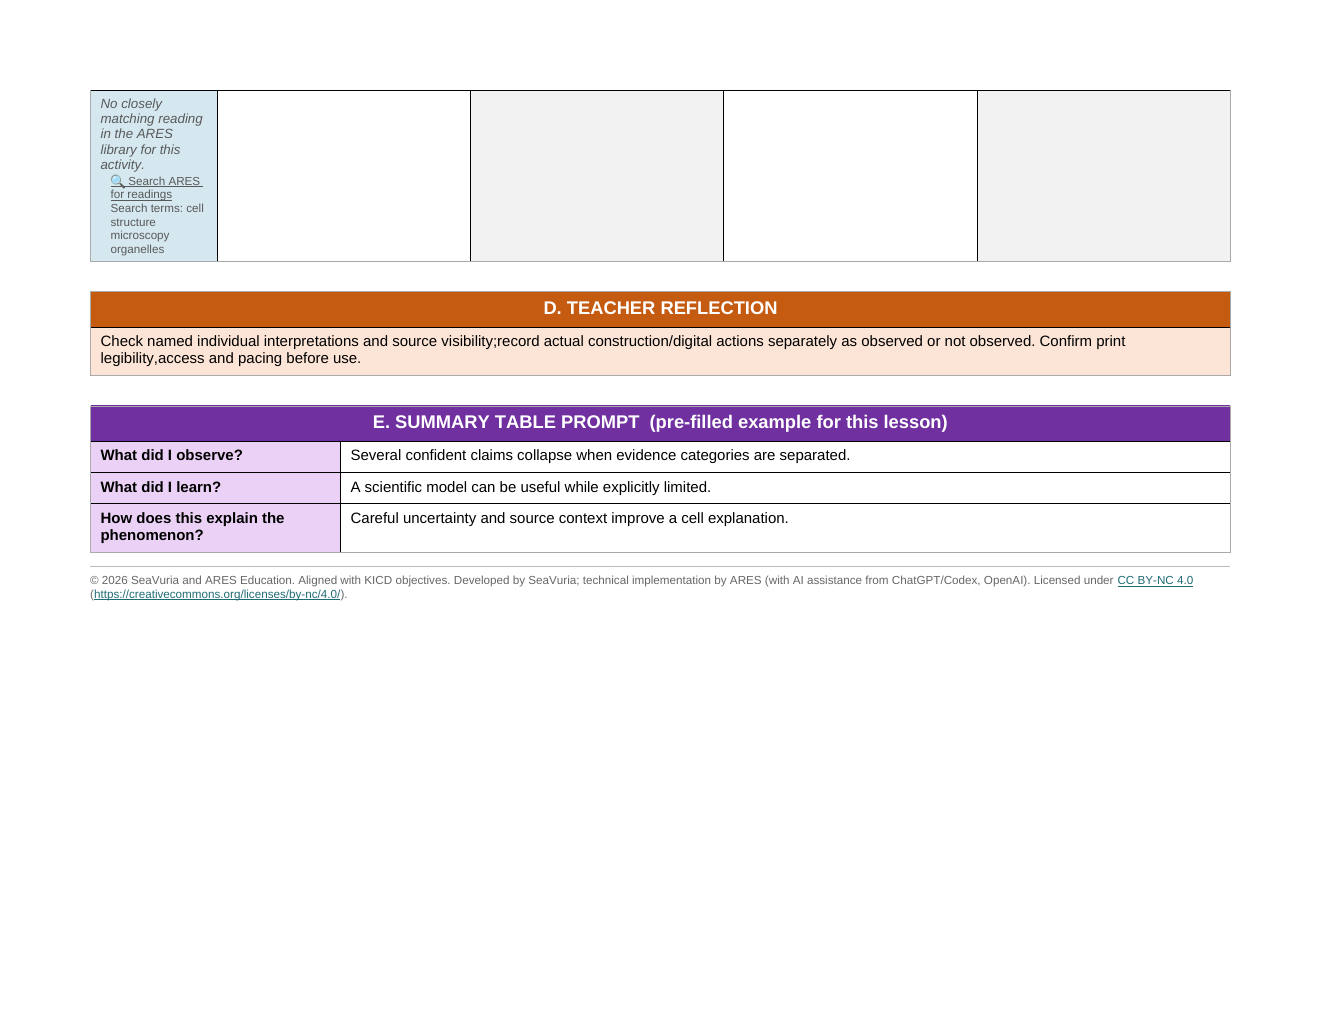 No closely
matching reading
in the ARES
library for this
activity.
🔍 Search ARES
for readings
Search terms: cell
structure
microscopy
organelles
D. TEACHER REFLECTION
Check named individual interpretations and source visibility;record actual construction/digital actions separately as observed or not observed. Confirm print
legibility,access and pacing before use.
E. SUMMARY TABLE PROMPT  (pre-filled example for this lesson)
What did I observe?
Several confident claims collapse when evidence categories are separated.
What did I learn?
A scientific model can be useful while explicitly limited.
How does this explain the
phenomenon?
Careful uncertainty and source context improve a cell explanation.
© 2026 SeaVuria and ARES Education. Aligned with KICD objectives. Developed by SeaVuria; technical implementation by ARES (with AI assistance from ChatGPT/Codex, OpenAI). Licensed under CC BY-NC 4.0
(https://creativecommons.org/licenses/by-nc/4.0/).